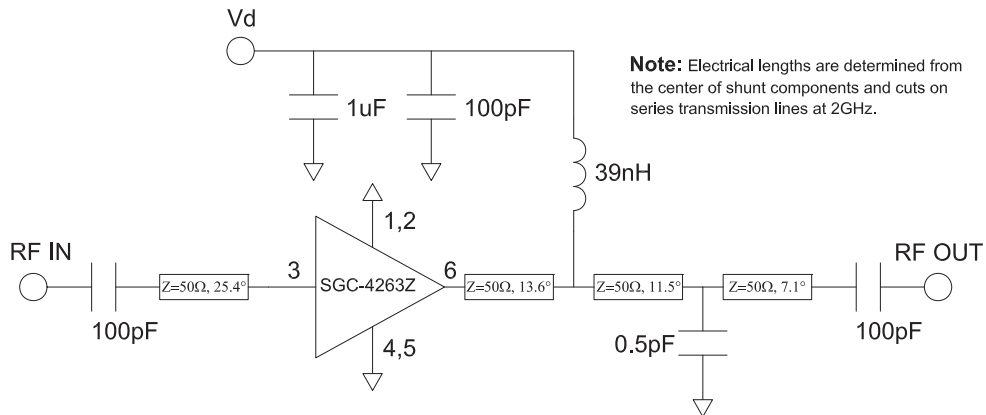 Vd
Note: Electrical lengths are determined from
the center of shunt components and cuts on
series transmission lines at 2GHz.
1uF
100pF
39nH
1,2
RF IN
3
SGC-4263Z
6
RF OUT
Z=50Ω, 25.4°
Z=50Ω, 13.6°
Z=50Ω, 11.5°
Z=50Ω, 7.1°
100pF
4,5
0.5pF
100pF